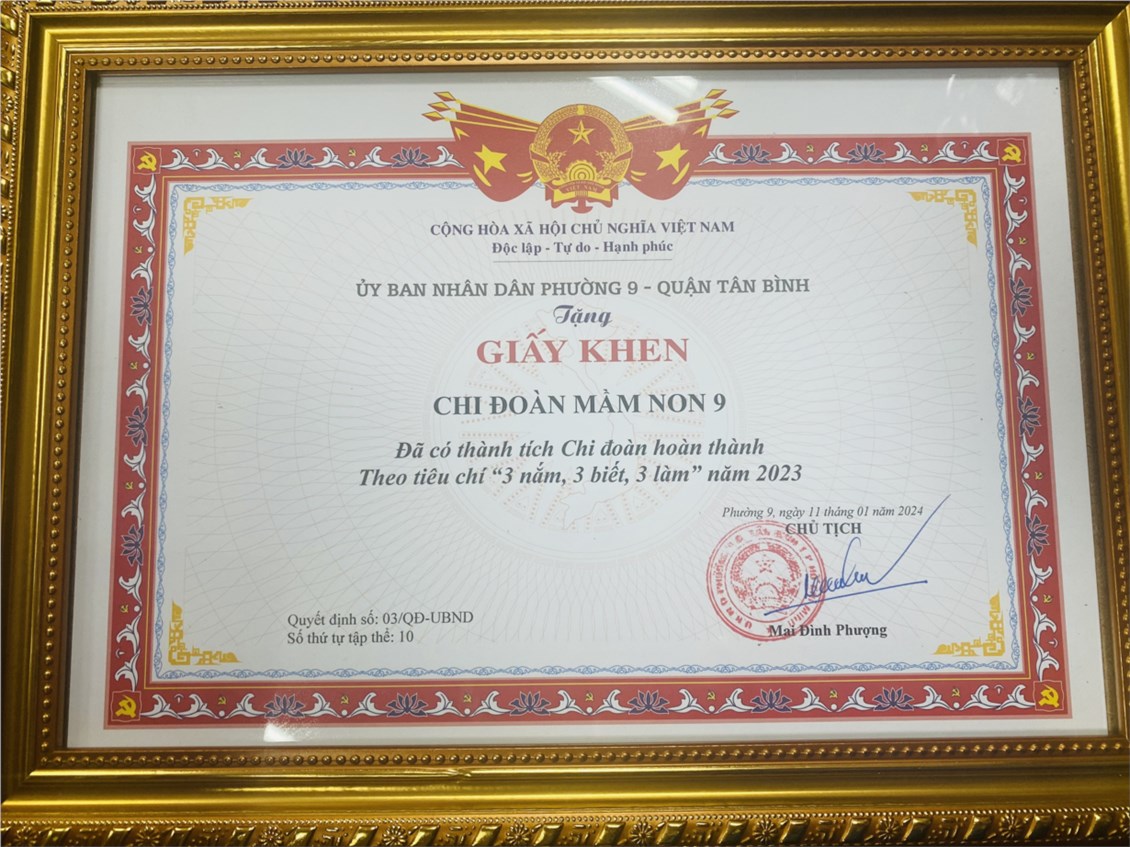 VIỆT NAM
CỘNG HÒA XÃ HỘI CHỦ NGHĨA VIỆT NAM
Độc lập - Tự do - Hạnh phúc
ỦY BAN NHÂN DÂN PHƯỜNG 9 - QUẬN TÂN BÌNH
Tặng
GIẤY KHEN
CHI ĐOÀN MẦM NON 9
Đã có thành tích Chi đoàn hoàn thành
Theo tiêu chí “3 nắm, 3 biết, 3 làm” năm 2023
Phường 9, ngày 11 tháng 01 năm 2024
CHỦ TỊCH
Mai Đình Phượng
Quyết định số: 03/QĐ-UBND
Số thứ tự tập thể: 10